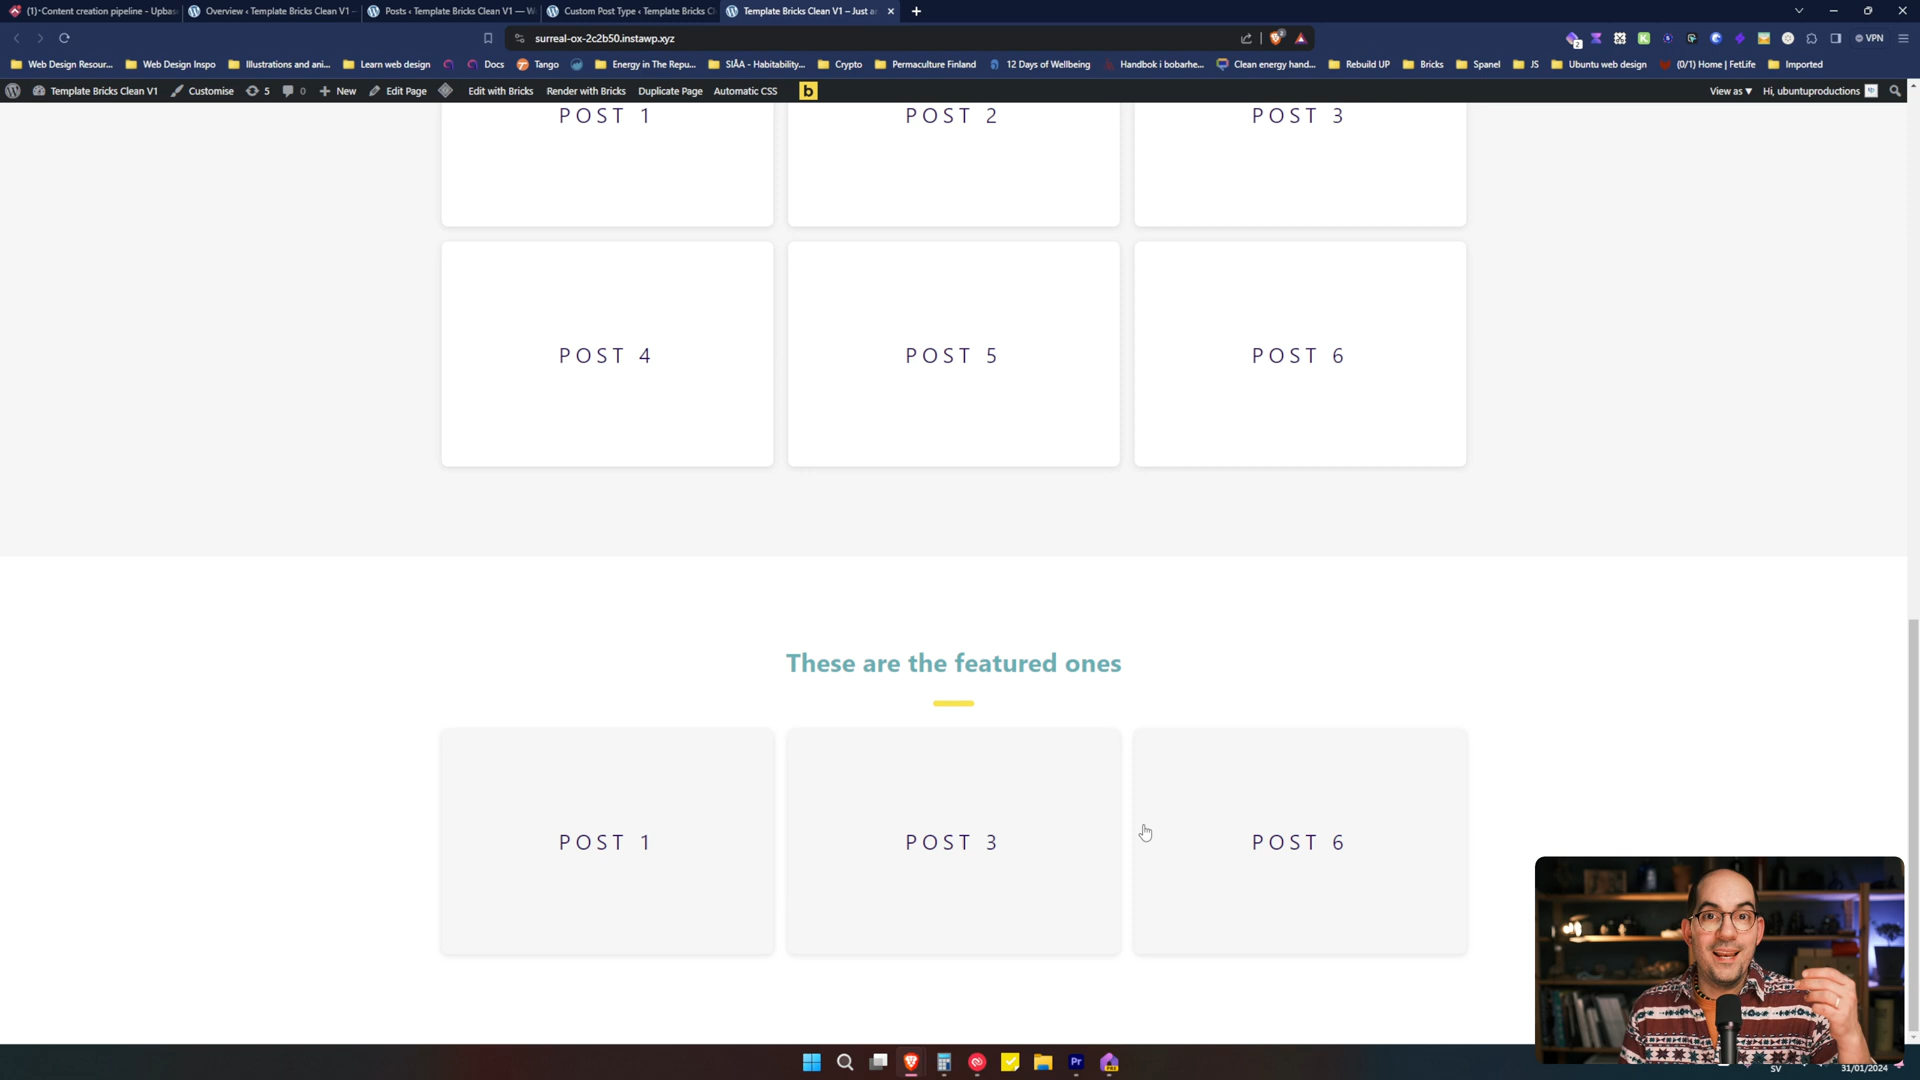 (1) · Content creation pipeline - Upbas
Overview ‹ Template Bricks Clean V1 —
Posts ‹ Template Bricks Clean V1 — W
Custom Post Type ‹ Template Bricks C
Template Bricks Clean V1 – Just a
surreal-ox-2c2b50.instawp.xyz
2
2
VPN
Web Design Resour...
Web Design Inspo
Illustrations and ani...
Learn web design
Docs
Tango
Energy in The Repu...
SIÅA - Habitability...
Crypto
Permaculture Finland
12 Days of Wellbeing
Handbok i bobarhe...
Clean energy hand...
Rebuild UP
Bricks
Spanel
JS
Ubuntu web design
(0/1) Home | FetLife
Imported
Template Bricks Clean V1
Customise
5
0
New
Edit Page
Edit with Bricks
Render with Bricks
Duplicate Page
Automatic CSS
b
View as ▼
Hi, ubuntuproductions
POST 1
POST 2
POST 3
POST 4
POST 5
POST 6
These are the featured ones
POST 1
POST 3
POST 6
Pr
PRE
SV
31/01/2024